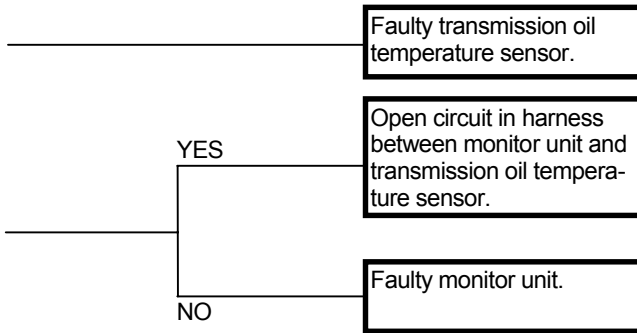 Faulty transmission oil
temperature sensor.
YES
Open circuit in harness
between monitor unit and
transmission oil tempera-
ture sensor.
Faulty monitor unit.
NO